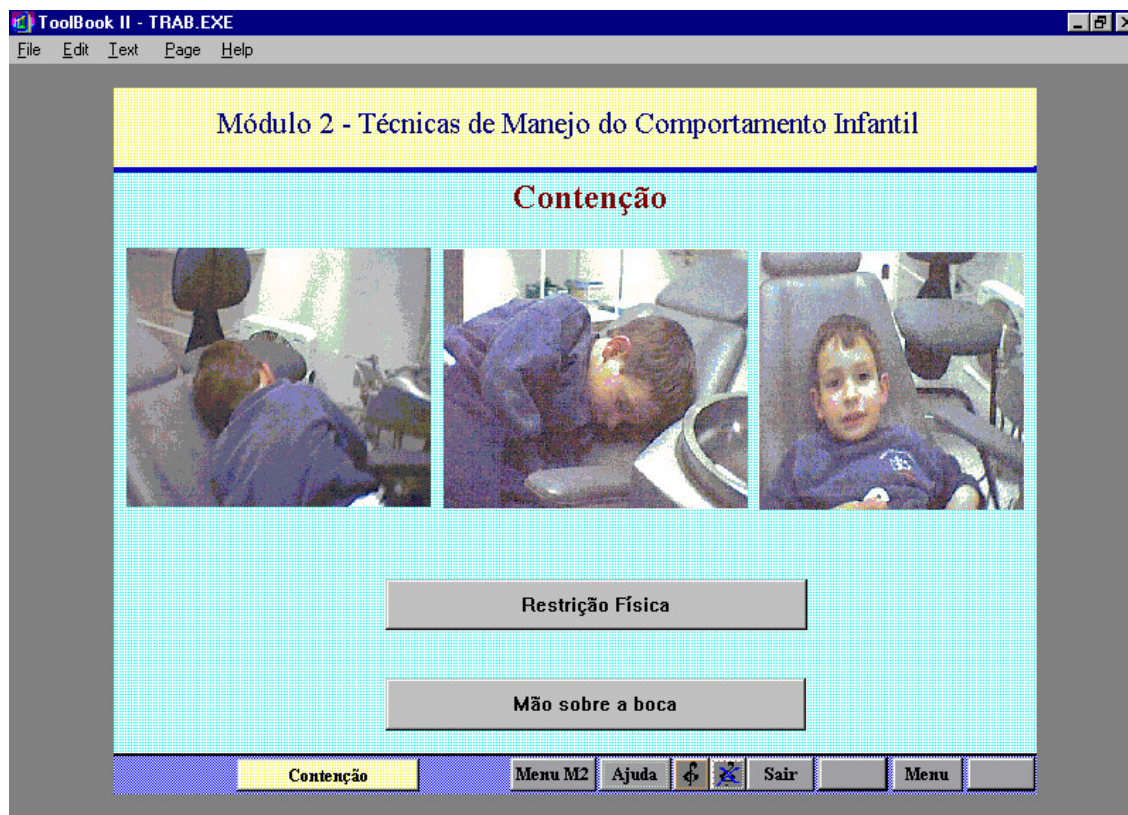 ToolBook II - TRAB.EXE
File Edit Text Page Help
Módulo 2 - Técnicas de Manejo do Comportamento Infantil
Contenção
Restrição Física
Mão sobre a boca
Contenção Menu M2 Ajuda Sair Menu